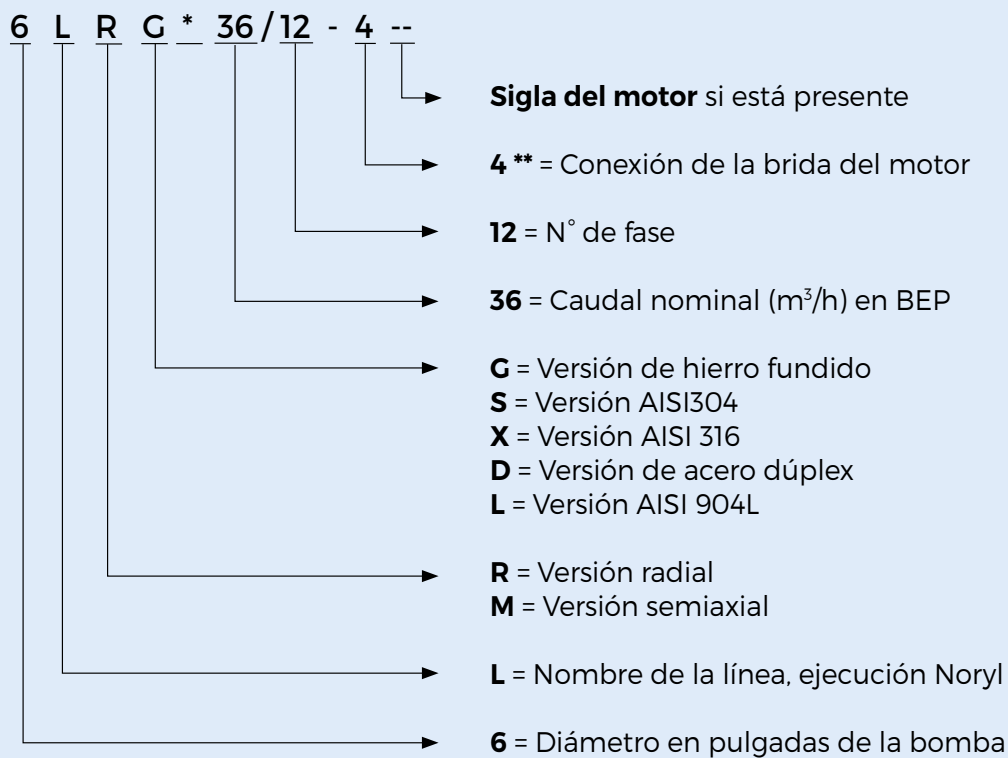 6 L R G * 36 / 12 - 4 --
Sigla del motor si está presente
4 ** = Conexión de la brida del motor
12 = N° de fase
36 = Caudal nominal (m³/h) en BEP
G = Versión de hierro fundido
S = Versión AISI304
X = Versión AISI 316
D = Versión de acero dúplex
L = Versión AISI 904L
R = Versión radial
M = Versión semiaxial
L = Nombre de la línea, ejecución Noryl
6 = Diámetro en pulgadas de la bomba